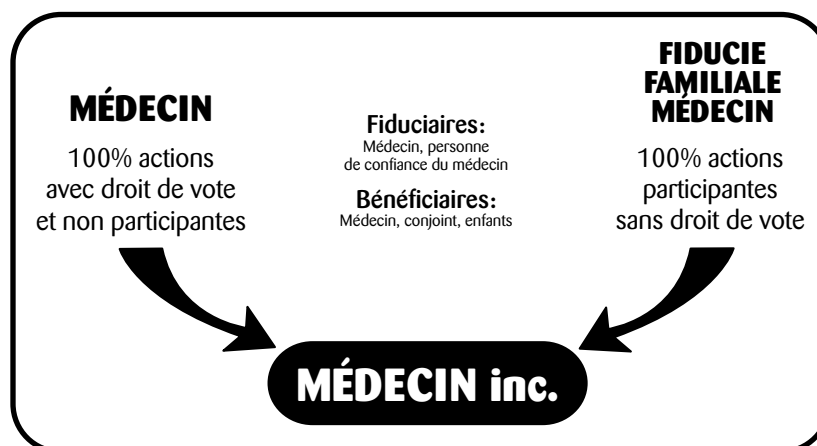 MÉDECIN
100% actions
avec droit de vote
et non participantes
Fiduciaires:
Médecin, personne
de confiance du médecin
Bénéficiaires:
Médecin, conjoint, enfants
FIDUCIE
FAMILIALE
MÉDECIN
100% actions
participantes
sans droit de vote
MÉDECIN inc.